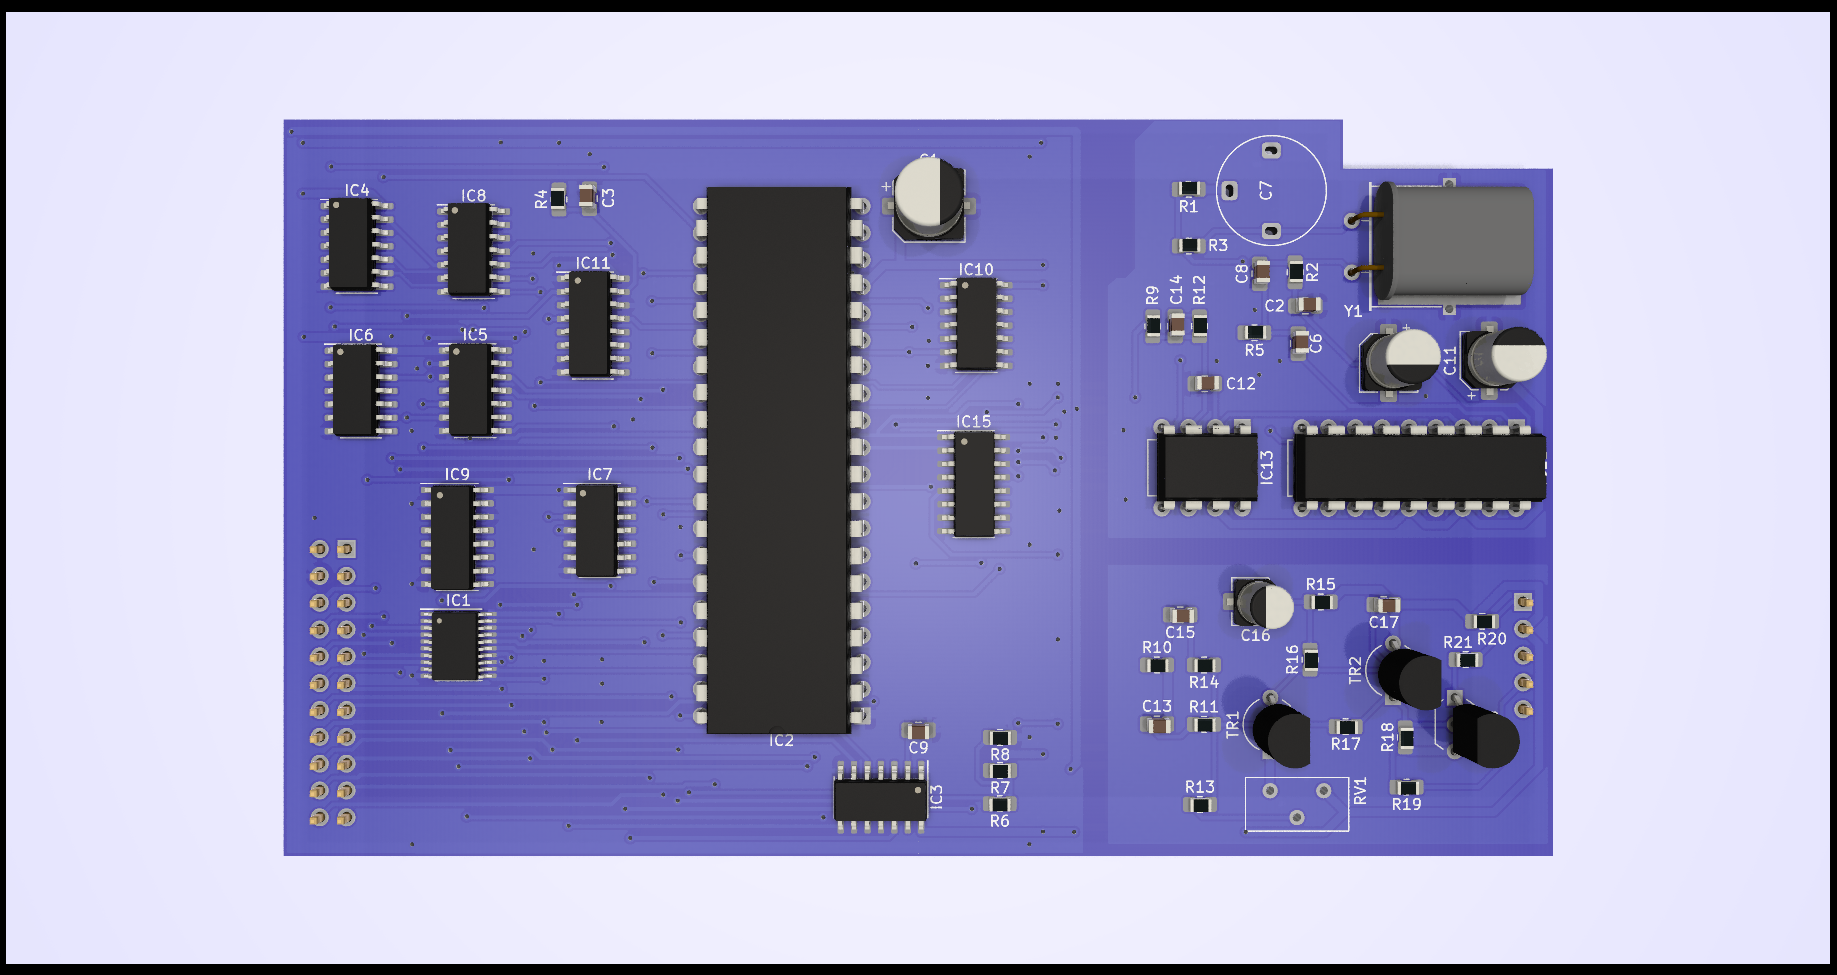 IC4
IC8
R4
C3
+
C7
R1
R3
IC11
IC10
C8
R2
C2
Y1
R9
C14
R12
R5
C6
+
C11
+
C12
IC6
IC5
IC15
IC13
IC9
IC7
IC1
R15
C15
C16
C17
R20
R21
R10
R14
R16
TR2
C13
R11
TR1
R17
R18
IC2
C9
R8
R7
R6
IC3
R13
RV1
R19